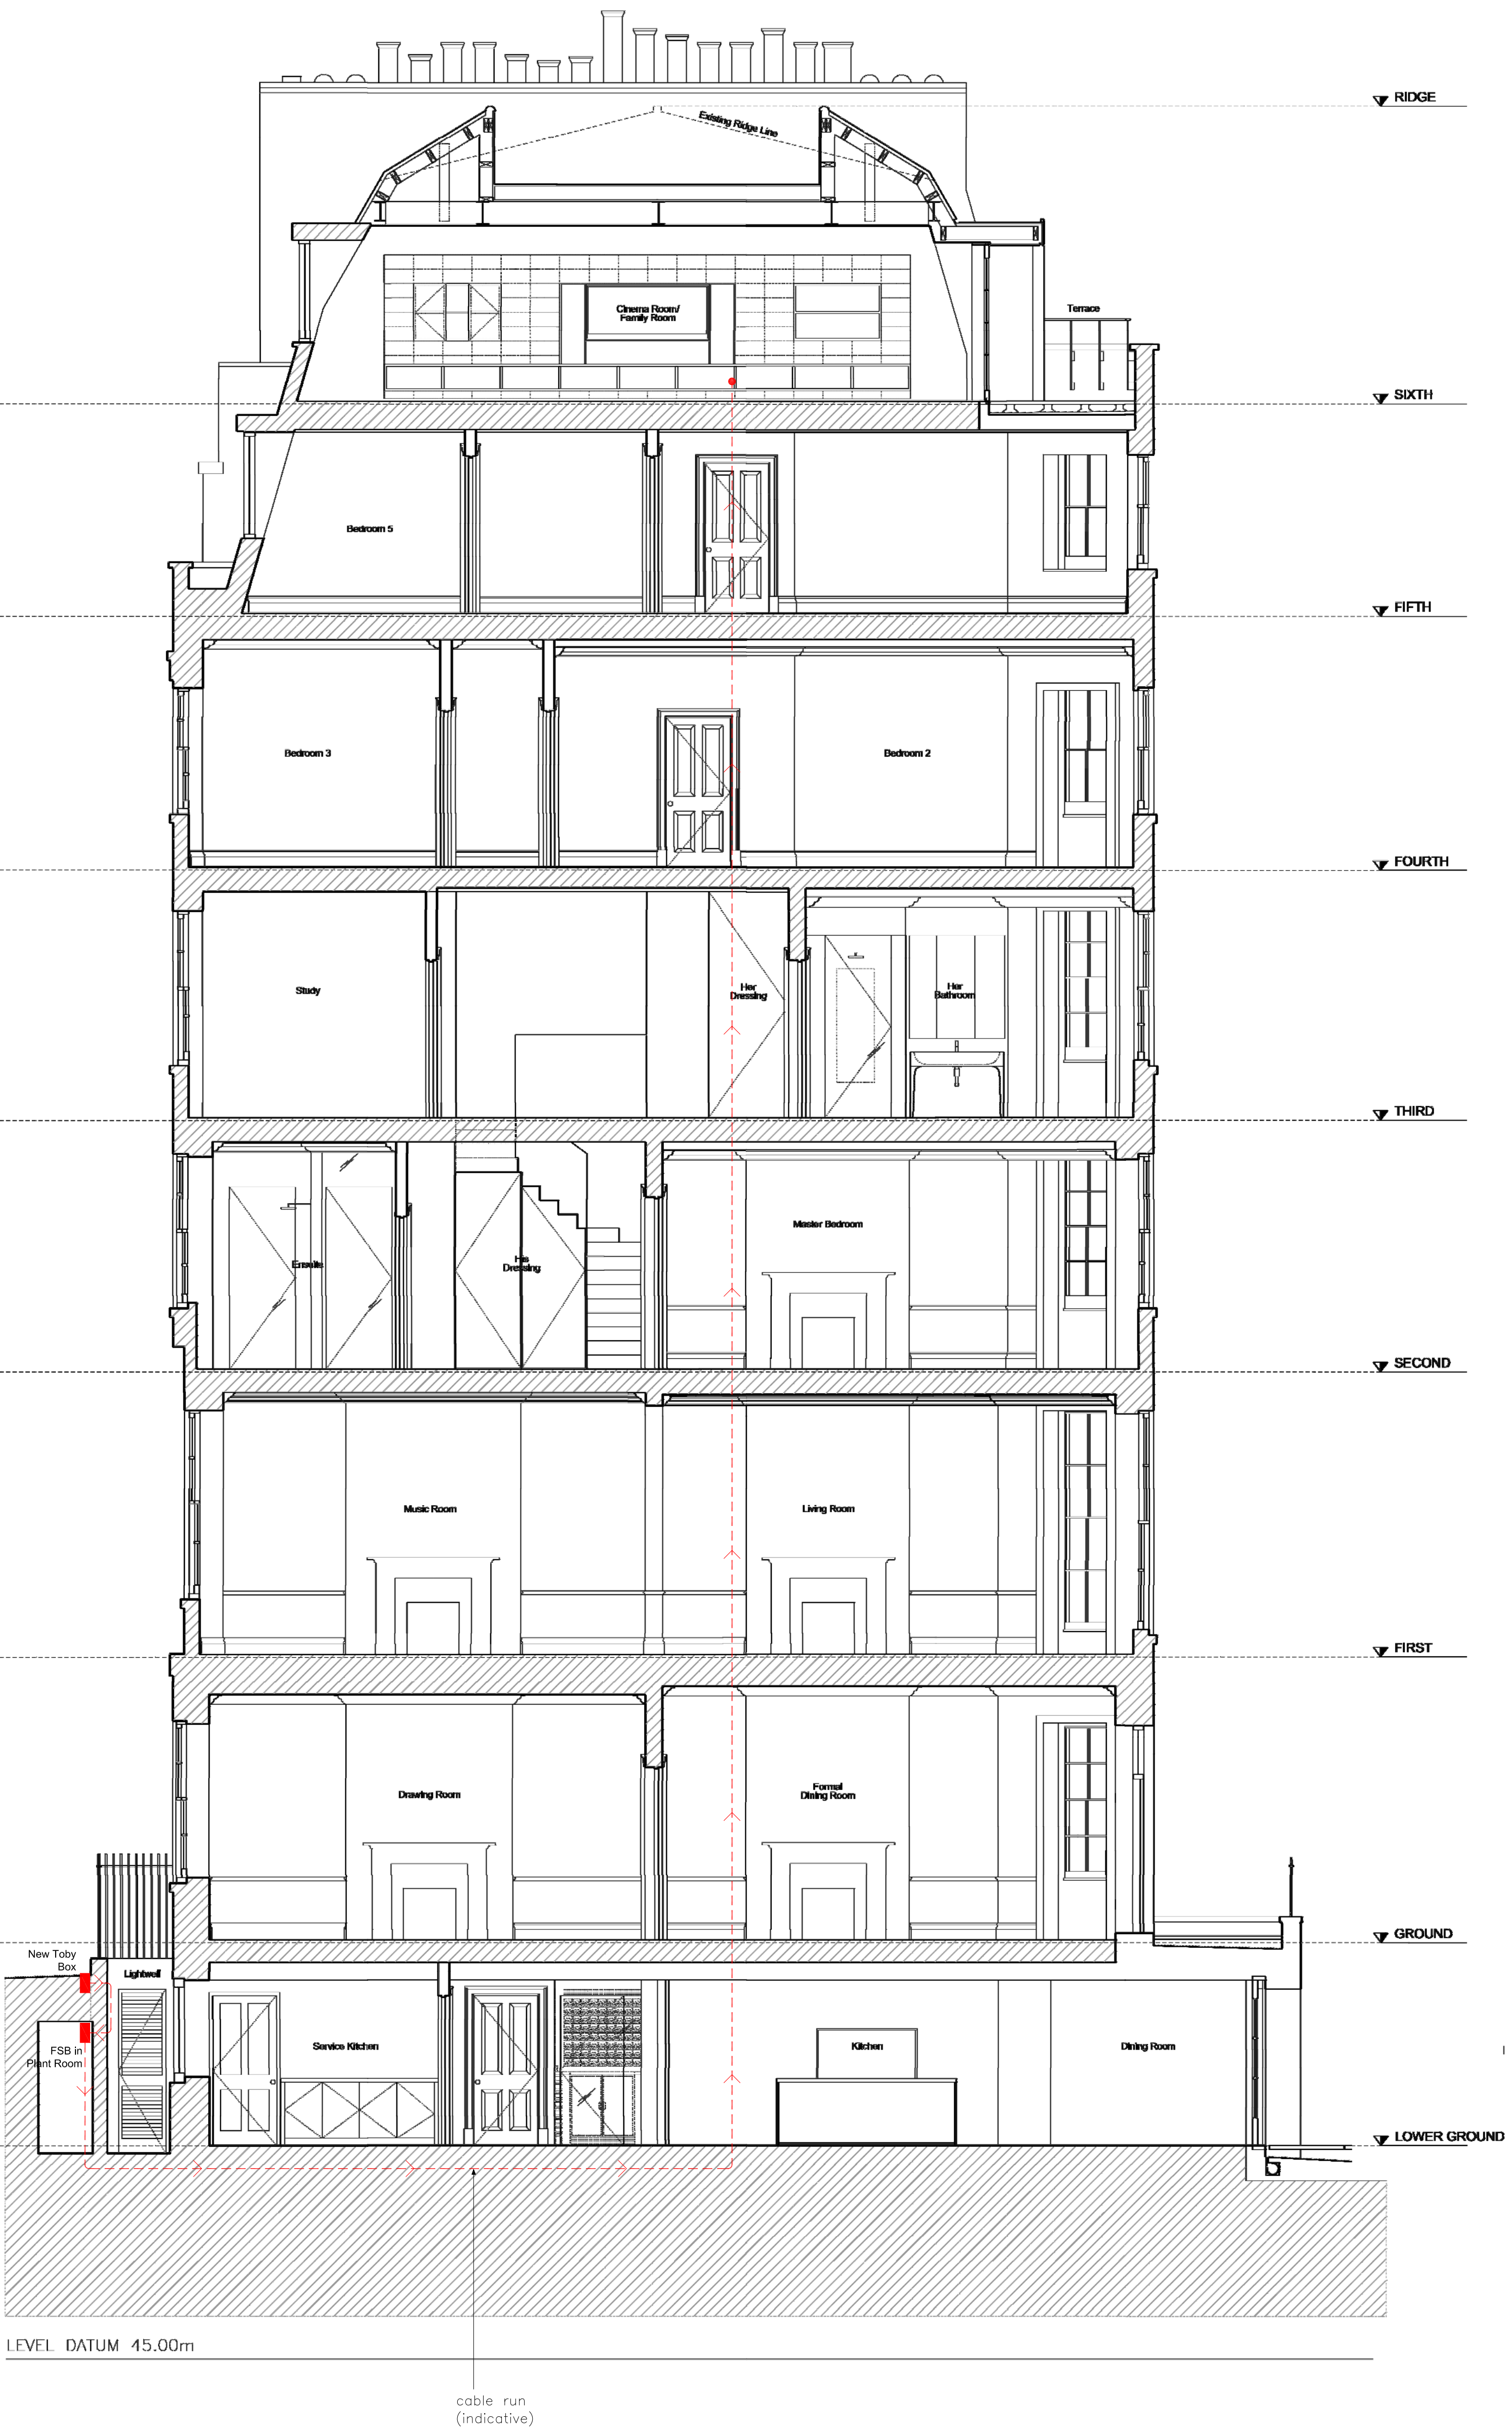 RIDGE
Existing Ridge Line
Cinema Room/
Family Room
Terrace
SIXTH
Bedroom 5
FIFTH
Bedroom 3
Bedroom 2
FOURTH
Study
Her
Dressing
Her
Bathroom
THIRD
Master Bedroom
Ensuite
His
Dressing
SECOND
Music Room
Living Room
FIRST
Drawing Room
Formal
Dining Room
GROUND
New Toby
Box
Lightwell
FSB in
Plant Room
Service Kitchen
Kitchen
Dining Room
LOWER GROUND
LEVEL DATUM 45.00m
cable run
(indicative)